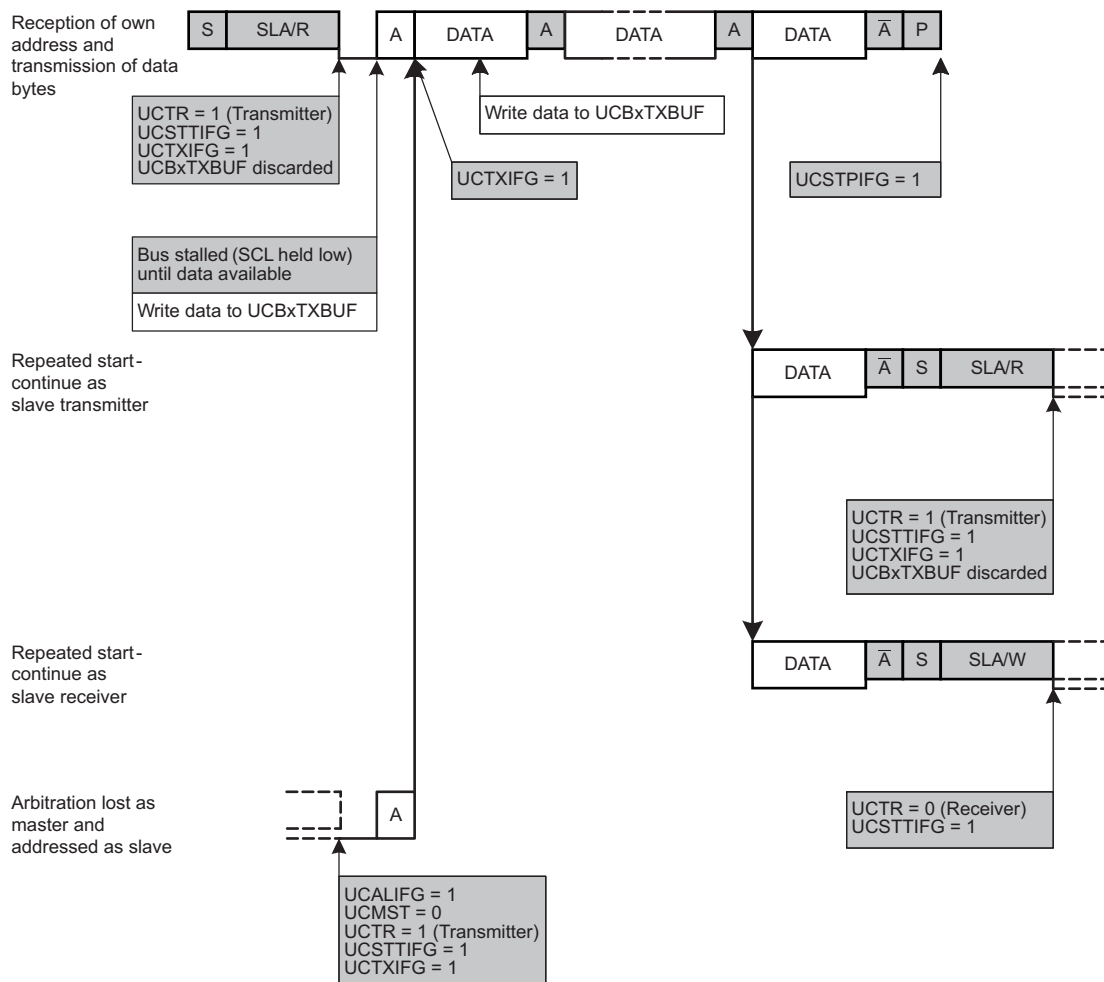 Reception of own
address and
transmission of data
bytes
S SLA/R A DATA A DATA A DATA A̅ P
UCTR = 1 (Transmitter)
UCSTTIFG = 1
UCTXIFG = 1
UCBxTXBUF discarded
Write data to UCBxTXBUF
UCTXIFG = 1
UCSTPIFG = 1
Bus stalled (SCL held low)
until data available
Write data to UCBxTXBUF
Repeated start-
continue as
slave transmitter
DATA A̅ S SLA/R
UCTR = 1 (Transmitter)
UCSTTIFG = 1
UCTXIFG = 1
UCBxTXBUF discarded
Repeated start-
continue as
slave receiver
DATA A̅ S SLA/W
UCTR = 0 (Receiver)
UCSTTIFG = 1
Arbitration lost as
master and
addressed as slave
A
UCALIFG = 1
UCMST = 0
UCTR = 1 (Transmitter)
UCSTTIFG = 1
UCTXIFG = 1